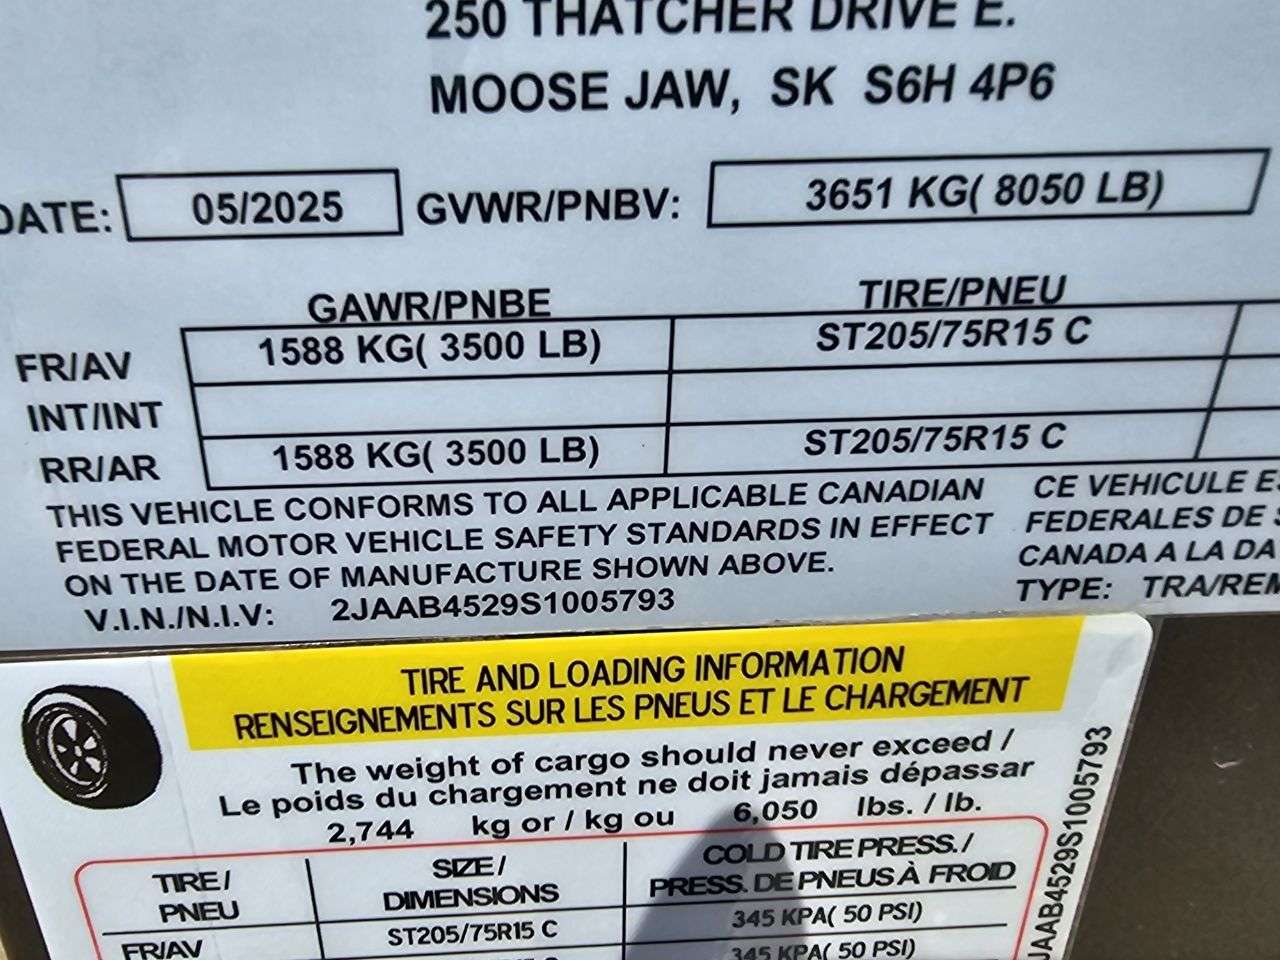 250 THATCHER DRIVE E.
MOOSE JAW, SK S6H 4P6
DATE: 05/2025 GVWR/PNBV: 3651 KG( 8050 LB)
GAWR/PNBE TIRE/PNEU
FR/AV 1588 KG( 3500 LB) ST205/75R15 C
INT/INT
RR/AR 1588 KG( 3500 LB) ST205/75R15 C
THIS VEHICLE CONFORMS TO ALL APPLICABLE CANADIAN
FEDERAL MOTOR VEHICLE SAFETY STANDARDS IN EFFECT
ON THE DATE OF MANUFACTURE SHOWN ABOVE.
V.I.N./N.I.V: 2JAAB4529S1005793
CE VEHICULE
FEDERALES DE
CANADA A LA DA
TYPE: TRA/REM
TIRE AND LOADING INFORMATION
RENSEIGNEMENTS SUR LES PNEUS ET LE CHARGEMENT
The weight of cargo should never exceed /
Le poids du chargement ne doit jamais dépassar
2,744 kg or / kg ou 6,050 lbs. / lb.
TIRE / PNEU
SIZE / DIMENSIONS
COLD TIRE PRESS. /
PRESS. DE PNEUS À FROID
FR/AV ST205/75R15 C 345 KPA( 50 PSI)
345 KPA( 50 PSI)
JAAB4529S1005793